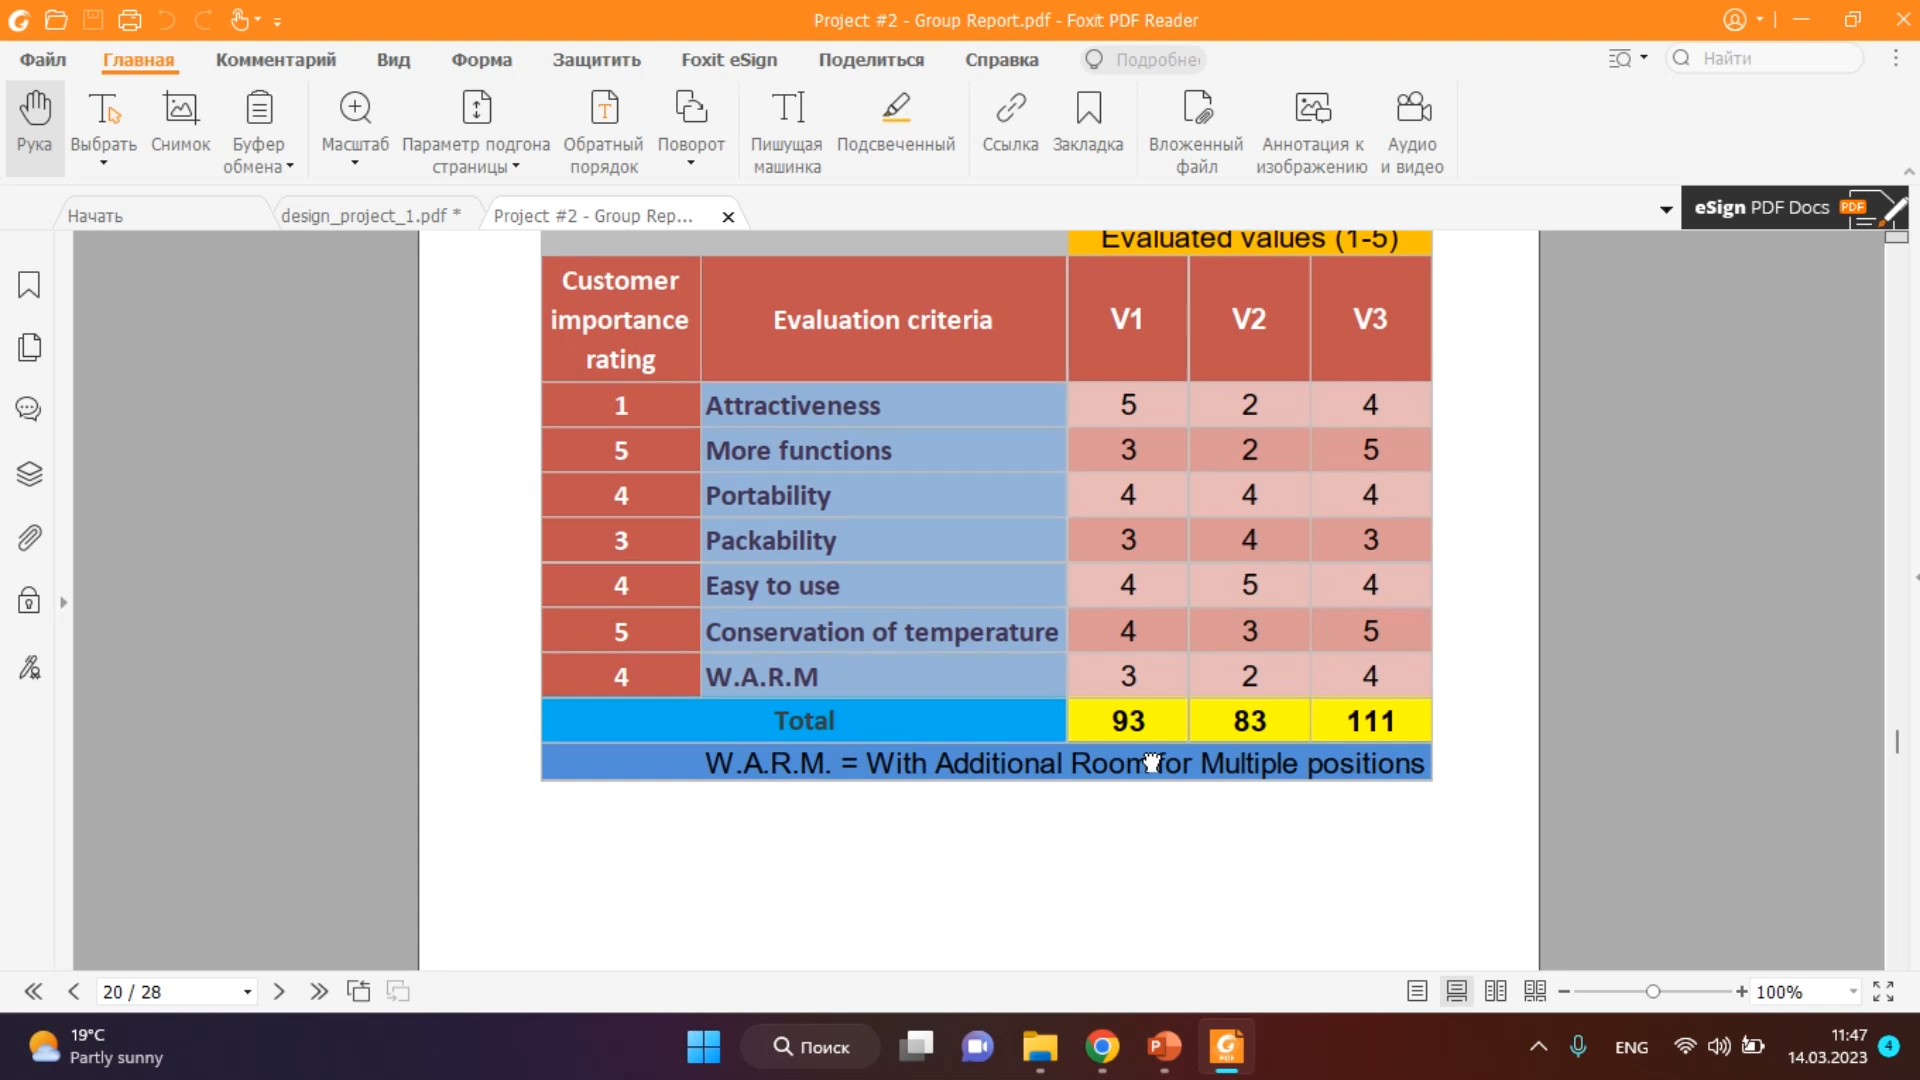 Project #2 - Group Report.pdf - Foxit PDF Reader
Файл Главная Комментарий Вид Форма Защитить Foxit eSign Поделиться Справка Подробнее Найти
Рука Выбрать Снимок Буфер обмена Масштаб Параметр подгона страницы Обратный порядок Поворот Пишущая машинка Подсвеченный Ссылка Закладка Вложенный файл Аннотация к изображению Аудио и видео
Начать design_project_1.pdf * Project #2 - Group Rep... eSign PDF Docs PDF
Evaluated values (1-5)
Customer importance rating Evaluation criteria V1 V2 V3
1 Attractiveness 5 2 4
5 More functions 3 2 5
4 Portability 4 4 4
3 Packability 3 4 3
4 Easy to use 4 5 4
5 Conservation of temperature 4 3 5
4 W.A.R.M 3 2 4
Total 93 83 111
W.A.R.M. = With Additional Room for Multiple positions
20 / 28 100%
19°C
Partly sunny
Поиск
ENG
11:47
14.03.2023
4